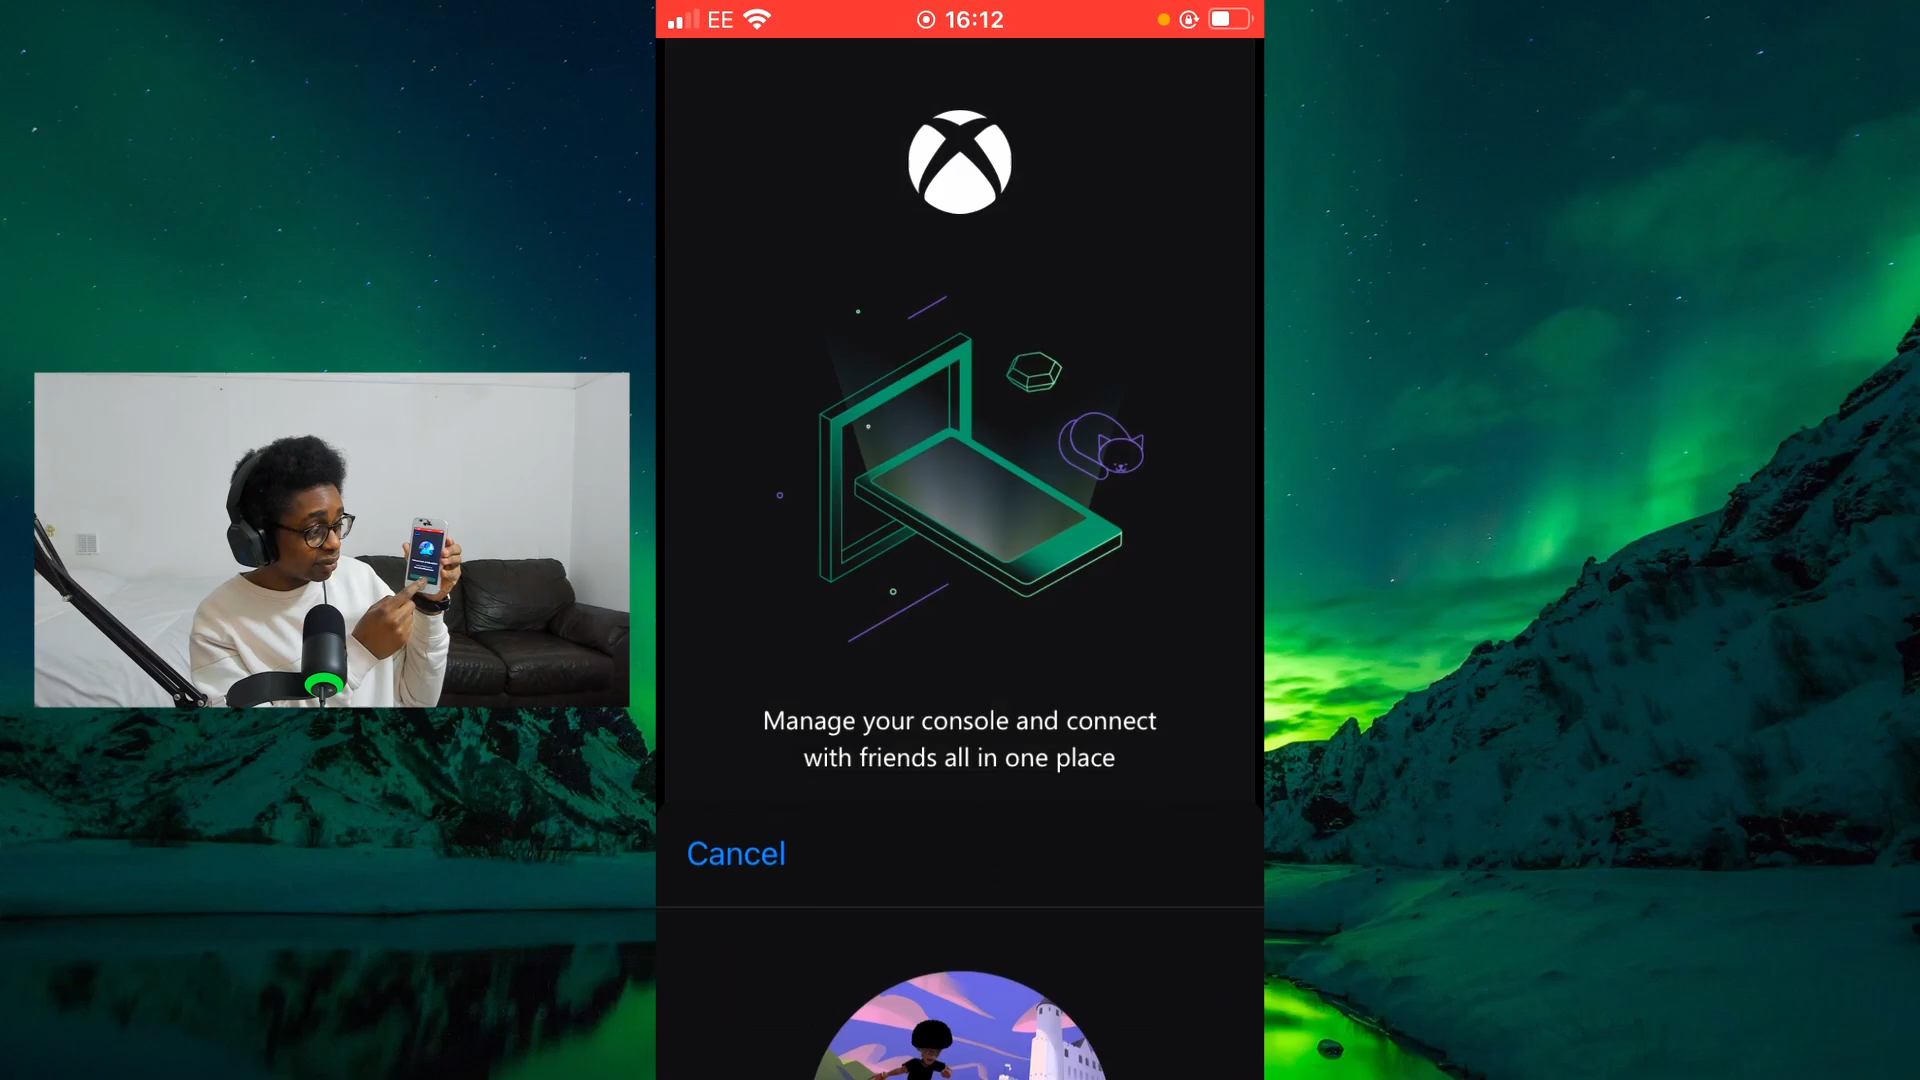 EE 16:12
Manage your console and connect
with friends all in one place
Cancel